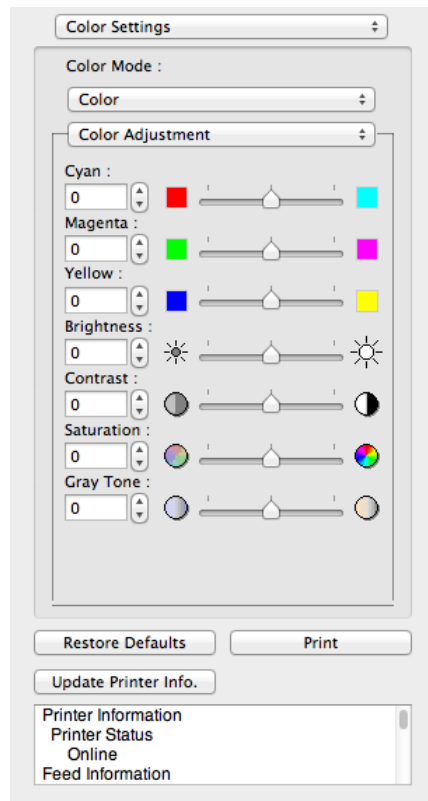 Color Settings
Color Mode :
Color
Color Adjustment
Cyan :
0
Magenta :
0
Yellow :
0
Brightness :
0
Contrast :
0
Saturation :
0
Gray Tone :
0
Restore Defaults
Print
Update Printer Info.
Printer Information
Printer Status
Online
Feed Information